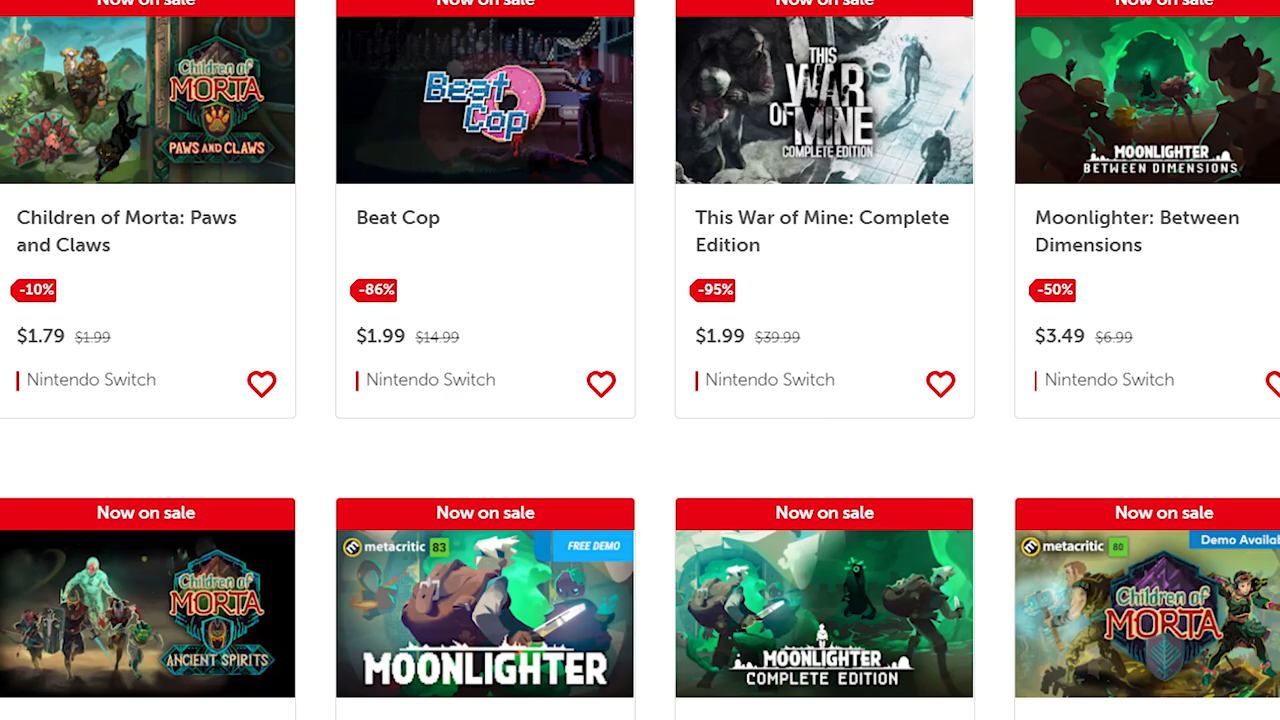 Now on sale
Now on sale
Now on sale
Now on sale
Children of
MORTA
PAWS AND CLAWS
Beat
Cop
THIS
WAR
OF MINE
COMPLETE EDITION
MOONLIGHTER
BETWEEN DIMENSIONS
Children of Morta: Paws
and Claws
Beat Cop
This War of Mine: Complete
Edition
Moonlighter: Between
Dimensions
-10%
-86%
-95%
-50%
$1.79 $1.99
$1.99 $14.99
$1.99 $39.99
$3.49 $6.99
Nintendo Switch
Nintendo Switch
Nintendo Switch
Nintendo Switch
Now on sale
Now on sale
Now on sale
Now on sale
Children of
MORTA
ANCIENT SPIRITS
metacritic 83
FREE DEMO
MOONLIGHTER
MOONLIGHTER
COMPLETE EDITION
metacritic 80
Demo Availab
Children of
MORTA